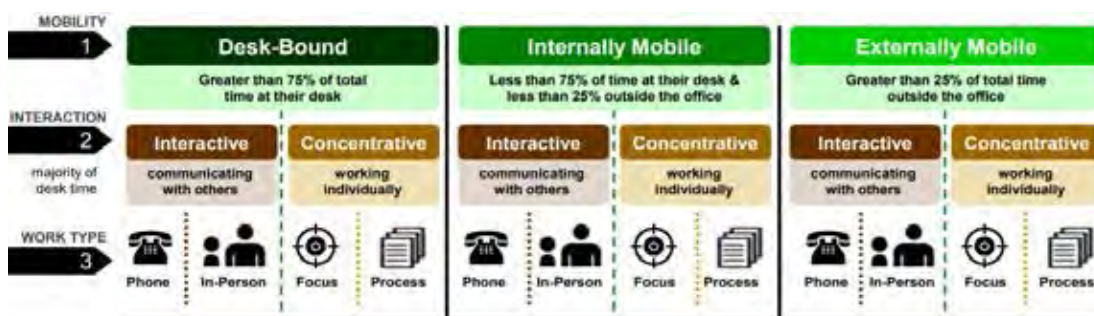 MOBILITY
1
Desk-Bound
Internally Mobile
Externally Mobile
Greater than 75% of total
time at their desk
Less than 75% of time at their desk &
less than 25% outside the office
Greater than 25% of total time
outside the office
INTERACTION
2
Interactive
Concentrative
Interactive
Concentrative
Interactive
Concentrative
majority of
desk time
communicating
with others
working
individually
communicating
with others
working
individually
communicating
with others
working
individually
WORK TYPE
3
Phone
In-Person
Focus
Process
Phone
In-Person
Focus
Process
Phone
In-Person
Focus
Process